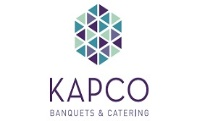 KAPCO
BANQUETS & CATERING